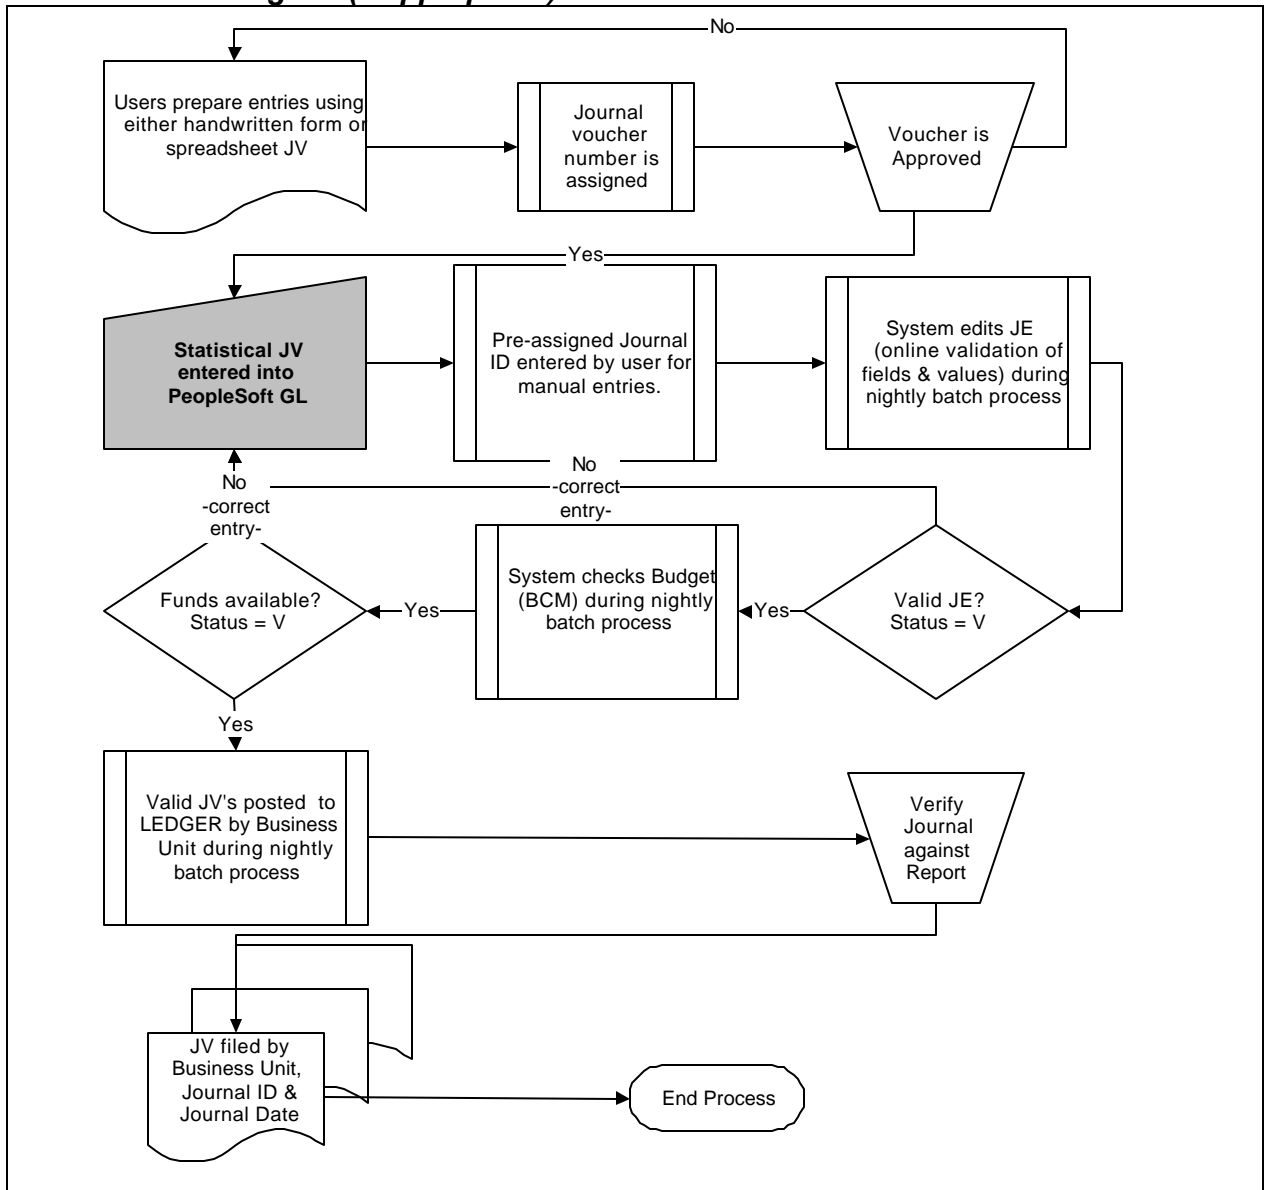 No
Users prepare entries using
either handwritten form or
spreadsheet JV
Journal
voucher
number is
assigned
Voucher is
Approved
Yes
Statistical JV
entered into
PeopleSoft GL
Pre-assigned Journal
ID entered by user for
manual entries.
System edits JE
(online validation of
fields & values) during
nightly batch process
No
-correct
entry-
No
-correct
entry-
Funds available?
Status = V
Yes
System checks Budget
(BCM) during nightly
batch process
Yes
Valid JE?
Status = V
Yes
Valid JV's posted to
LEDGER by Business
Unit during nightly
batch process
Verify
Journal
against
Report
JV filed by
Business Unit,
Journal ID &
Journal Date
End Process